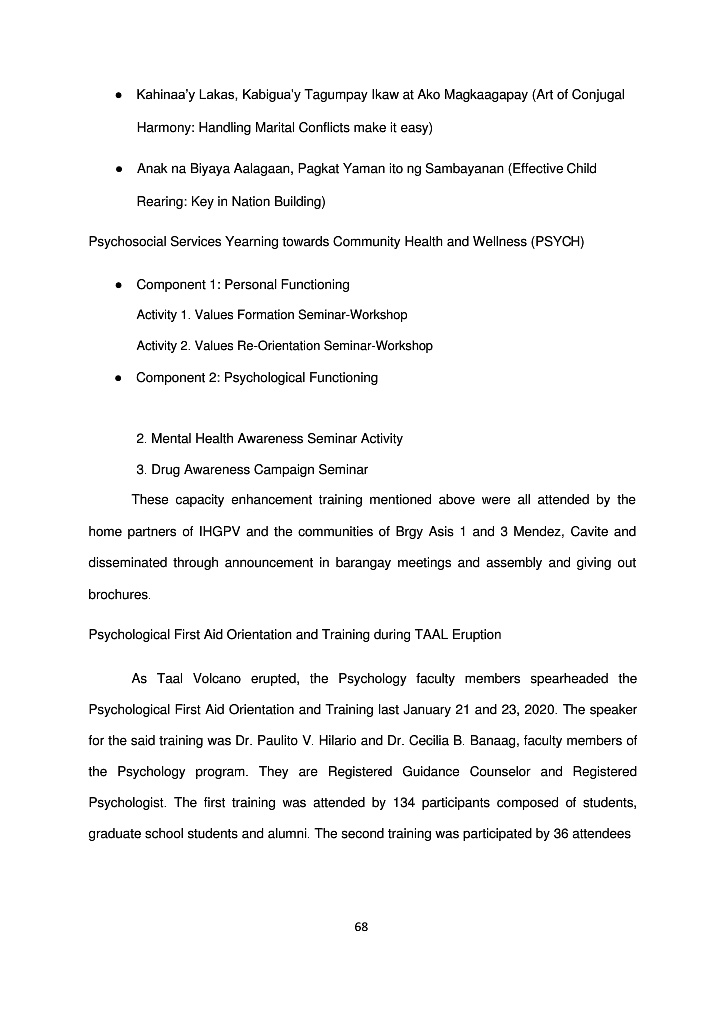 ● Kahinaa'y Lakas, Kabigua'y Tagumpay Ikaw at Ako Magkaagapay (Art of Conjugal
Harmony: Handling Marital Conflicts make it easy)
● Anak na Biyaya Aalagaan, Pagkat Yaman ito ng Sambayanan (Effective Child
Rearing: Key in Nation Building)
Psychosocial Services Yearning towards Community Health and Wellness (PSYCH)
● Component 1: Personal Functioning
Activity 1. Values Formation Seminar-Workshop
Activity 2. Values Re-Orientation Seminar-Workshop
● Component 2: Psychological Functioning
2. Mental Health Awareness Seminar Activity
3. Drug Awareness Campaign Seminar
These capacity enhancement training mentioned above were all attended by the
home partners of IHGPV and the communities of Brgy Asis 1 and 3 Mendez, Cavite and
disseminated through announcement in barangay meetings and assembly and giving out
brochures.
Psychological First Aid Orientation and Training during TAAL Eruption
As Taal Volcano erupted, the Psychology faculty members spearheaded the
Psychological First Aid Orientation and Training last January 21 and 23, 2020. The speaker
for the said training was Dr. Paulito V. Hilario and Dr. Cecilia B. Banaag, faculty members of
the Psychology program. They are Registered Guidance Counselor and Registered
Psychologist. The first training was attended by 134 participants composed of students,
graduate school students and alumni. The second training was participated by 36 attendees
68